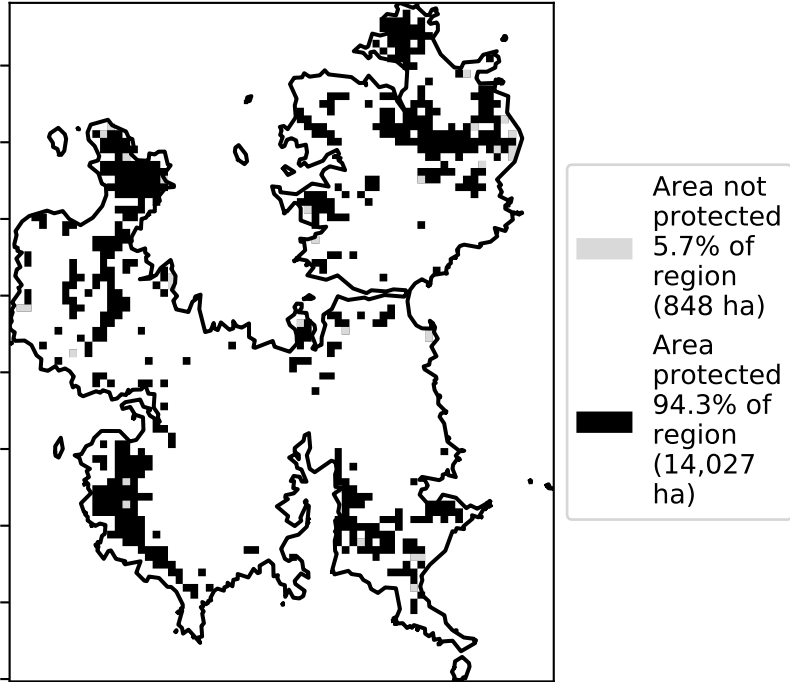 Area not
protected
5.7% of
region
(848 ha)
Area
protected
94.3% of
region
(14,027
ha)